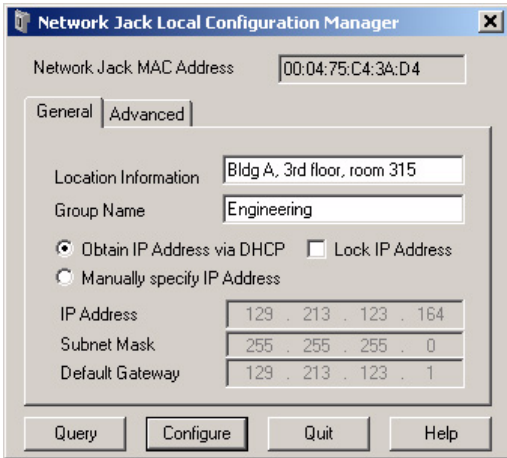 Network Jack Local Configuration Manager
Network Jack MAC Address 00:04:75:C4:3A:D4
General Advanced
Location Information Bldg A, 3rd floor, room 315
Group Name Engineering
Obtain IP Address via DHCP Lock IP Address
Manually specify IP Address
IP Address 129 . 213 . 123 . 164
Subnet Mask 255 . 255 . 255 . 0
Default Gateway 129 . 213 . 123 . 1
Query Configure Quit Help